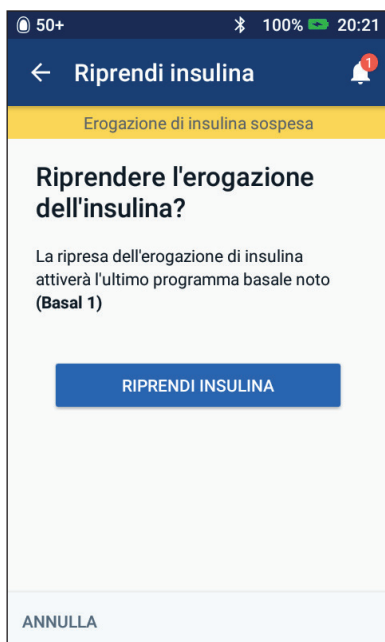 50+ 100% 20:21
Riprendi insulina 1
Erogazione di insulina sospesa
Riprendere l'erogazione
dell'insulina?
La ripresa dell'erogazione di insulina
attiverà l'ultimo programma basale noto
(Basal 1)
RIPRENDI INSULINA
ANNULLA